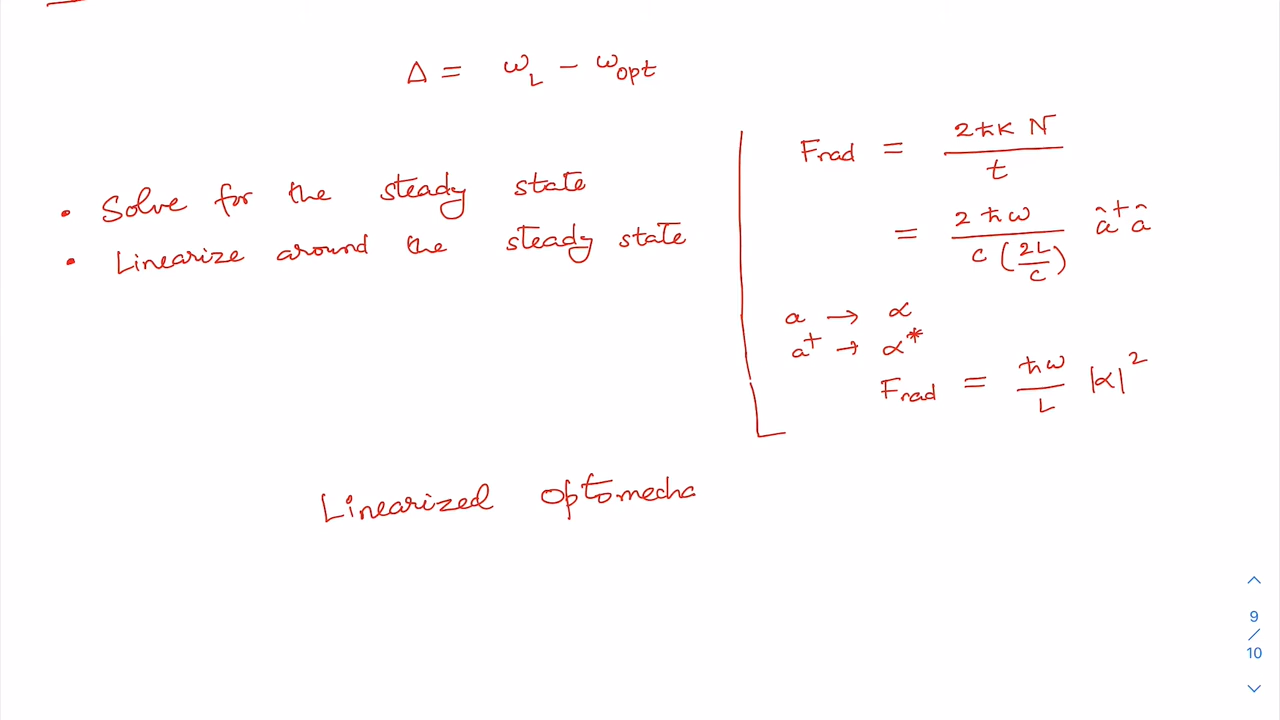 Δ = ω_L − ω_opt
• Solve for the steady state
• Linearize around the steady state
F_rad = 2ħk N / t
= 2ħω / c (2L/c) â†â
a → α
a† → α*
F_rad = ħω / L |α|²
Linearized optomecha
9
/
10